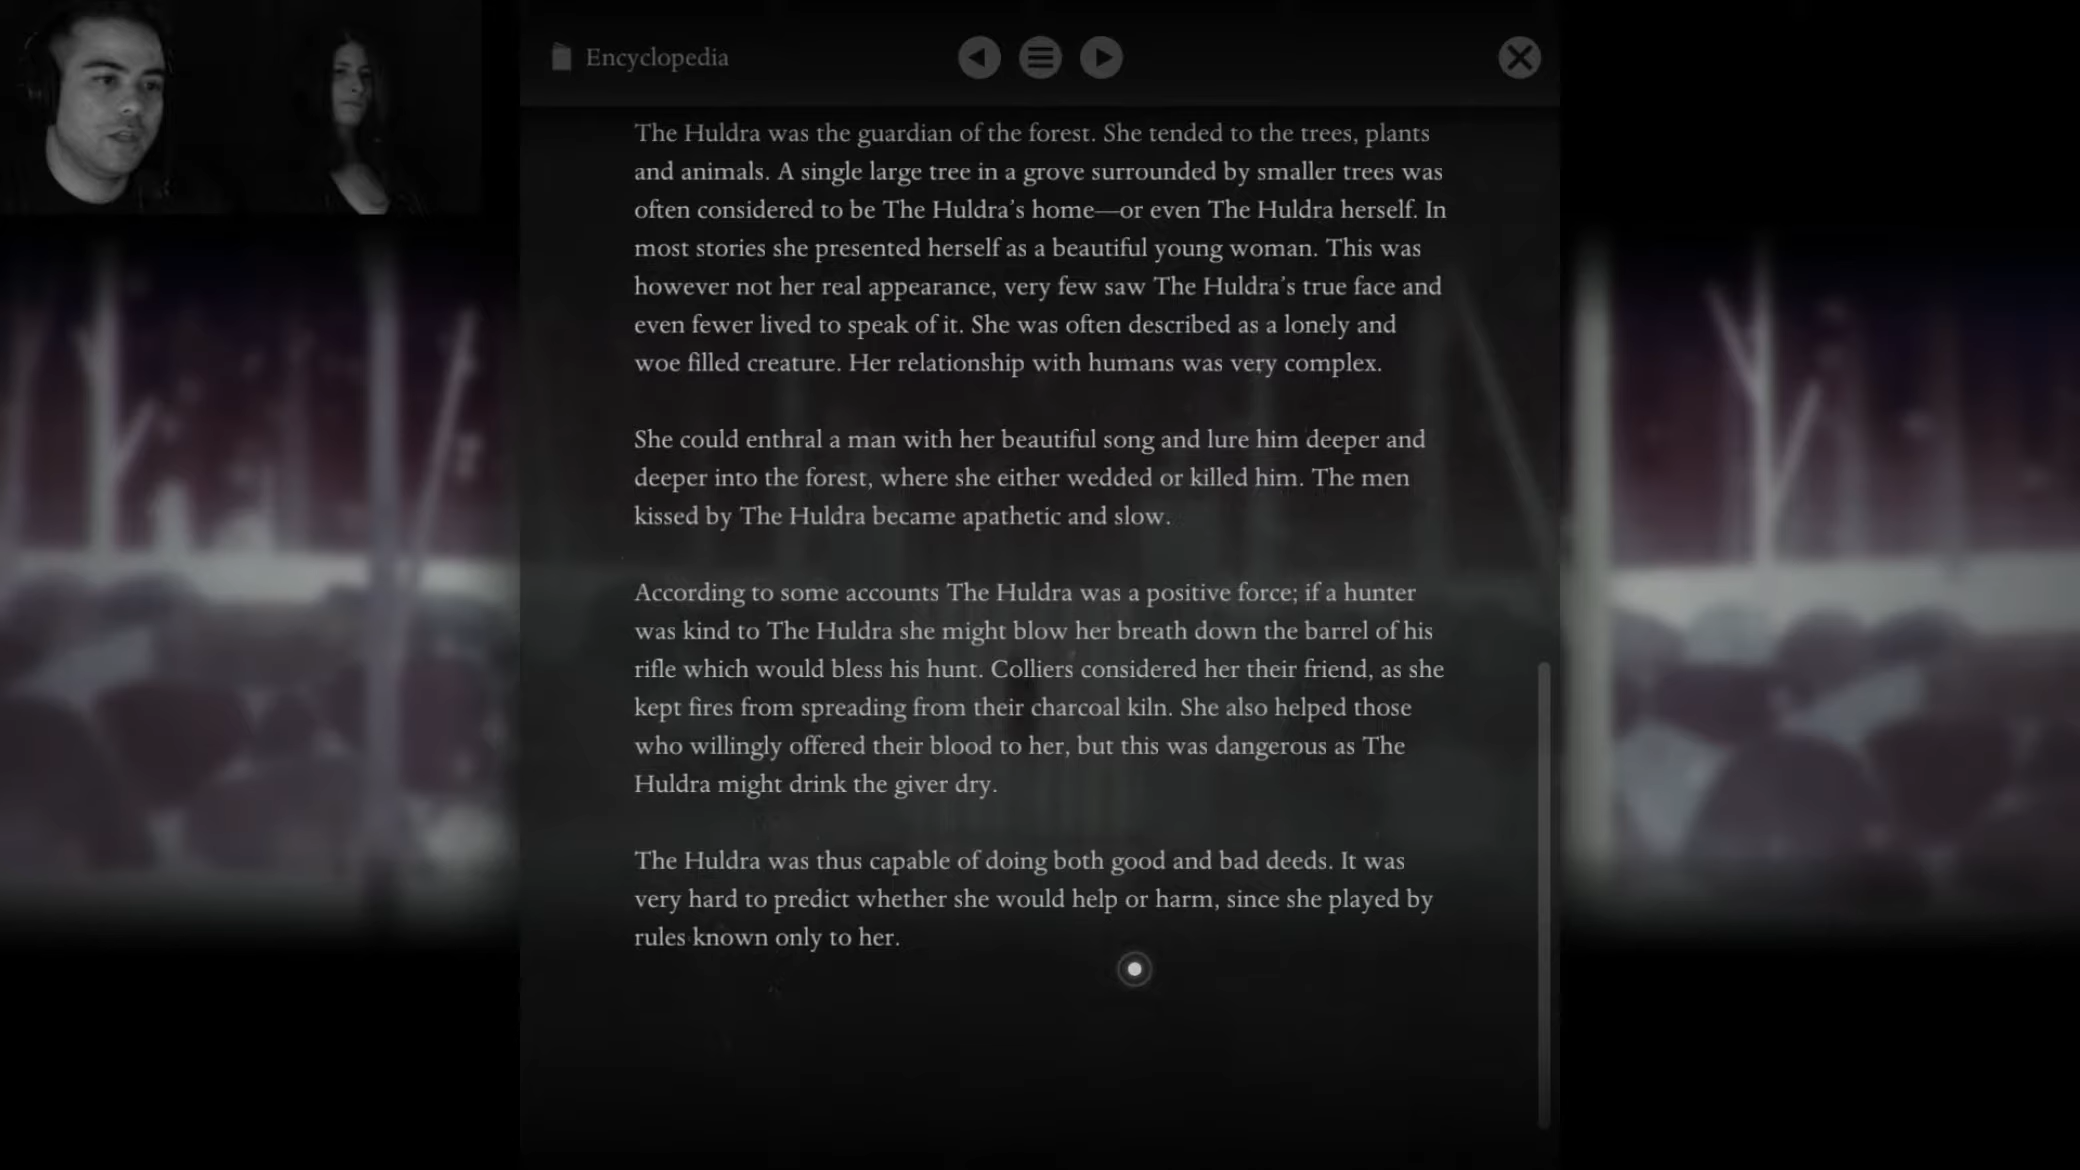 Encyclopedia
The Huldra was the guardian of the forest. She tended to the trees, plants
and animals. A single large tree in a grove surrounded by smaller trees was
often considered to be The Huldra’s home—or even The Huldra herself. In
most stories she presented herself as a beautiful young woman. This was
however not her real appearance, very few saw The Huldra’s true face and
even fewer lived to speak of it. She was often described as a lonely and
woe filled creature. Her relationship with humans was very complex.
She could enthral a man with her beautiful song and lure him deeper and
deeper into the forest, where she either wedded or killed him. The men
kissed by The Huldra became apathetic and slow.
According to some accounts The Huldra was a positive force; if a hunter
was kind to The Huldra she might blow her breath down the barrel of his
rifle which would bless his hunt. Colliers considered her their friend, as she
kept fires from spreading from their charcoal kiln. She also helped those
who willingly offered their blood to her, but this was dangerous as The
Huldra might drink the giver dry.
The Huldra was thus capable of doing both good and bad deeds. It was
very hard to predict whether she would help or harm, since she played by
rules known only to her.